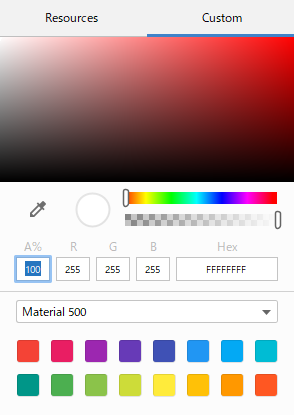 Resources Custom
A% R G B Hex
100 255 255 255 FFFFFFFF
Material 500